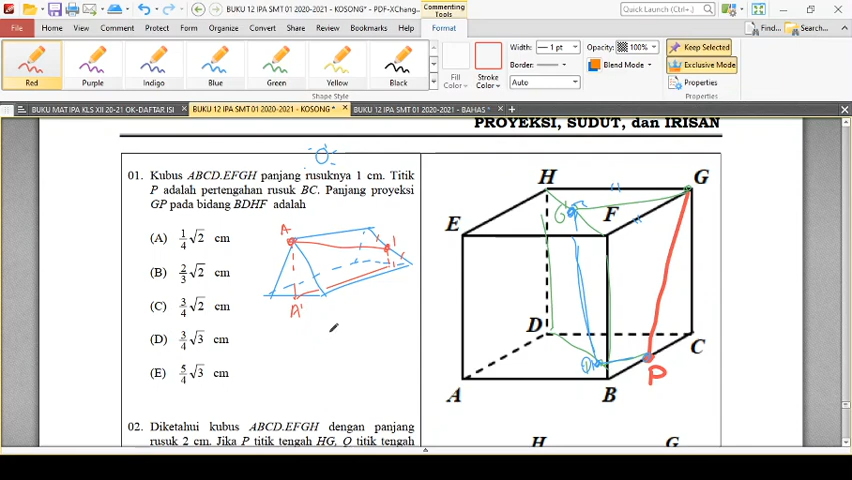 Commenting Tools
BUKU 12 IPA SMT 01 2020-2021 - KOSONG* - PDF-XChang
Quick Launch (Ctrl+.)
File Home View Comment Protect Form Organize Convert Share Review Bookmarks Help Format
Find... Search...
Red Purple Indigo Blue Green Yellow Black
Shape Style
Fill Color Stroke Color
Width: 1 pt
Border:
Auto
Opacity: 100%
Blend Mode
Keep Selected
Exclusive Mode
Properties
BUKU MAT IPA KLS XII 20-21 OK-DAFTAR ISI
BUKU 12 IPA SMT 01 2020-2021 - KOSONG*
BUKU 12 IPA SMT 01 2020-2021 - BAHAS *
PROYEKSI, SUDUT, dan IRISAN
01. Kubus ABCD.EFGH panjang rusuknya 1 cm. Titik
P adalah pertengahan rusuk BC. Panjang proyeksi
GP pada bidang BDHF adalah
(A) 1/4 √2 cm
(B) 2/3 √2 cm
(C) 3/4 √2 cm
(D) 3/4 √3 cm
(E) 5/4 √3 cm
A
A'
02. Diketahui kubus ABCD.EFGH dengan panjang
rusuk 2 cm. Jika P titik tengah HG, Q titik tengah
H G
G'
E F
D C
P
A B
H G